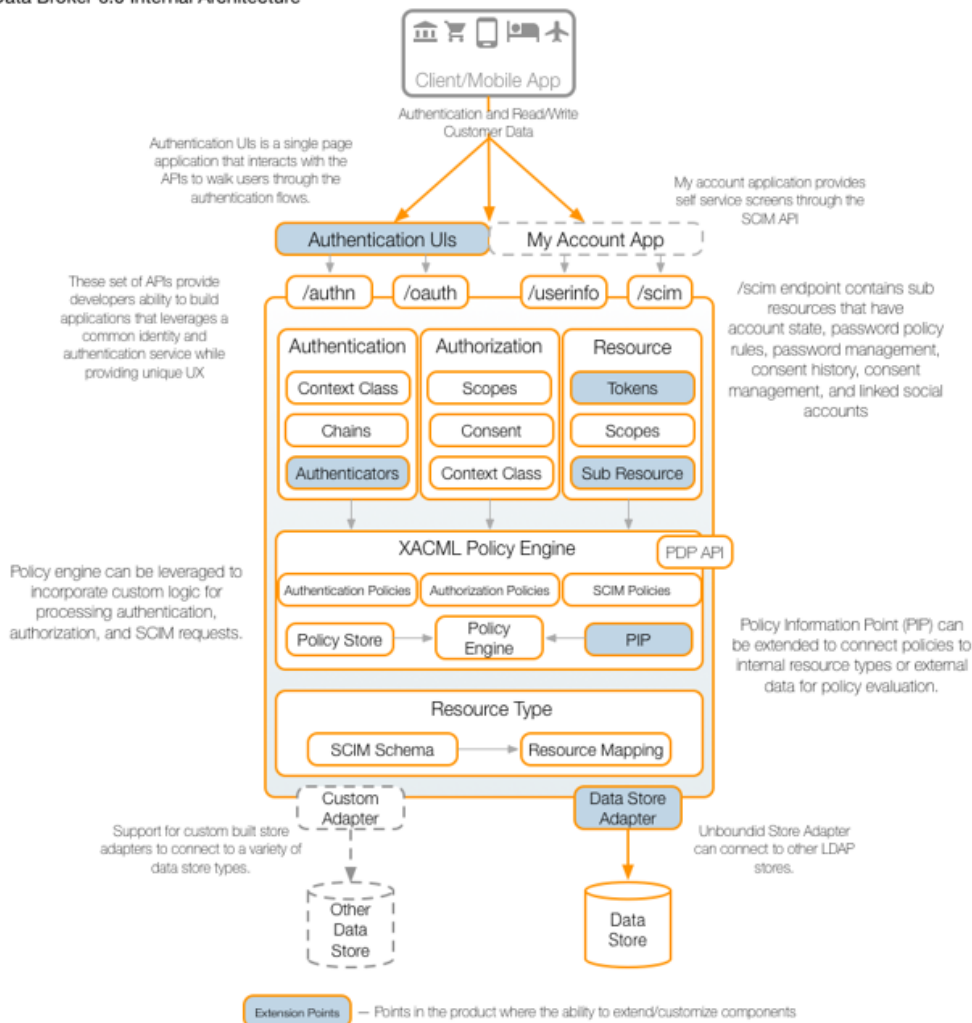 Data Broker 6.0 Internal Architecture
Client/Mobile App
Authentication and Read/Write
Customer Data
Authentication UIs is a single page
application that interacts with the
APIs to walk users through the
authentication flows.
My account application provides
self service screens through the
SCIM API
Authentication UIs
My Account App
These set of APIs provide
developers ability to build
applications that leverages a
common identity and
authentication service while
providing unique UX
/authn
/oauth
/userinfo
/scim
/scim endpoint contains sub
resources that have
account state, password policy
rules, password management,
consent history, consent
management, and linked social
accounts
Authentication
Context Class
Chains
Authenticators
Authorization
Scopes
Consent
Context Class
Resource
Tokens
Scopes
Sub Resource
XACML Policy Engine
PDP API
Authentication Policies
Authorization Policies
SCIM Policies
Policy Store
Policy
Engine
PIP
Policy engine can be leveraged to
incorporate custom logic for
processing authentication,
authorization, and SCIM requests.
Policy Information Point (PIP) can
be extended to connect policies to
internal resource types or external
data for policy evaluation.
Resource Type
SCIM Schema
Resource Mapping
Custom
Adapter
Data Store
Adapter
Support for custom built store
adapters to connect to a variety of
data store types.
Unboundid Store Adapter
can connect to other LDAP
stores.
Other
Data
Store
Data
Store
Extension Points
— Points in the product where the ability to extend/customize components